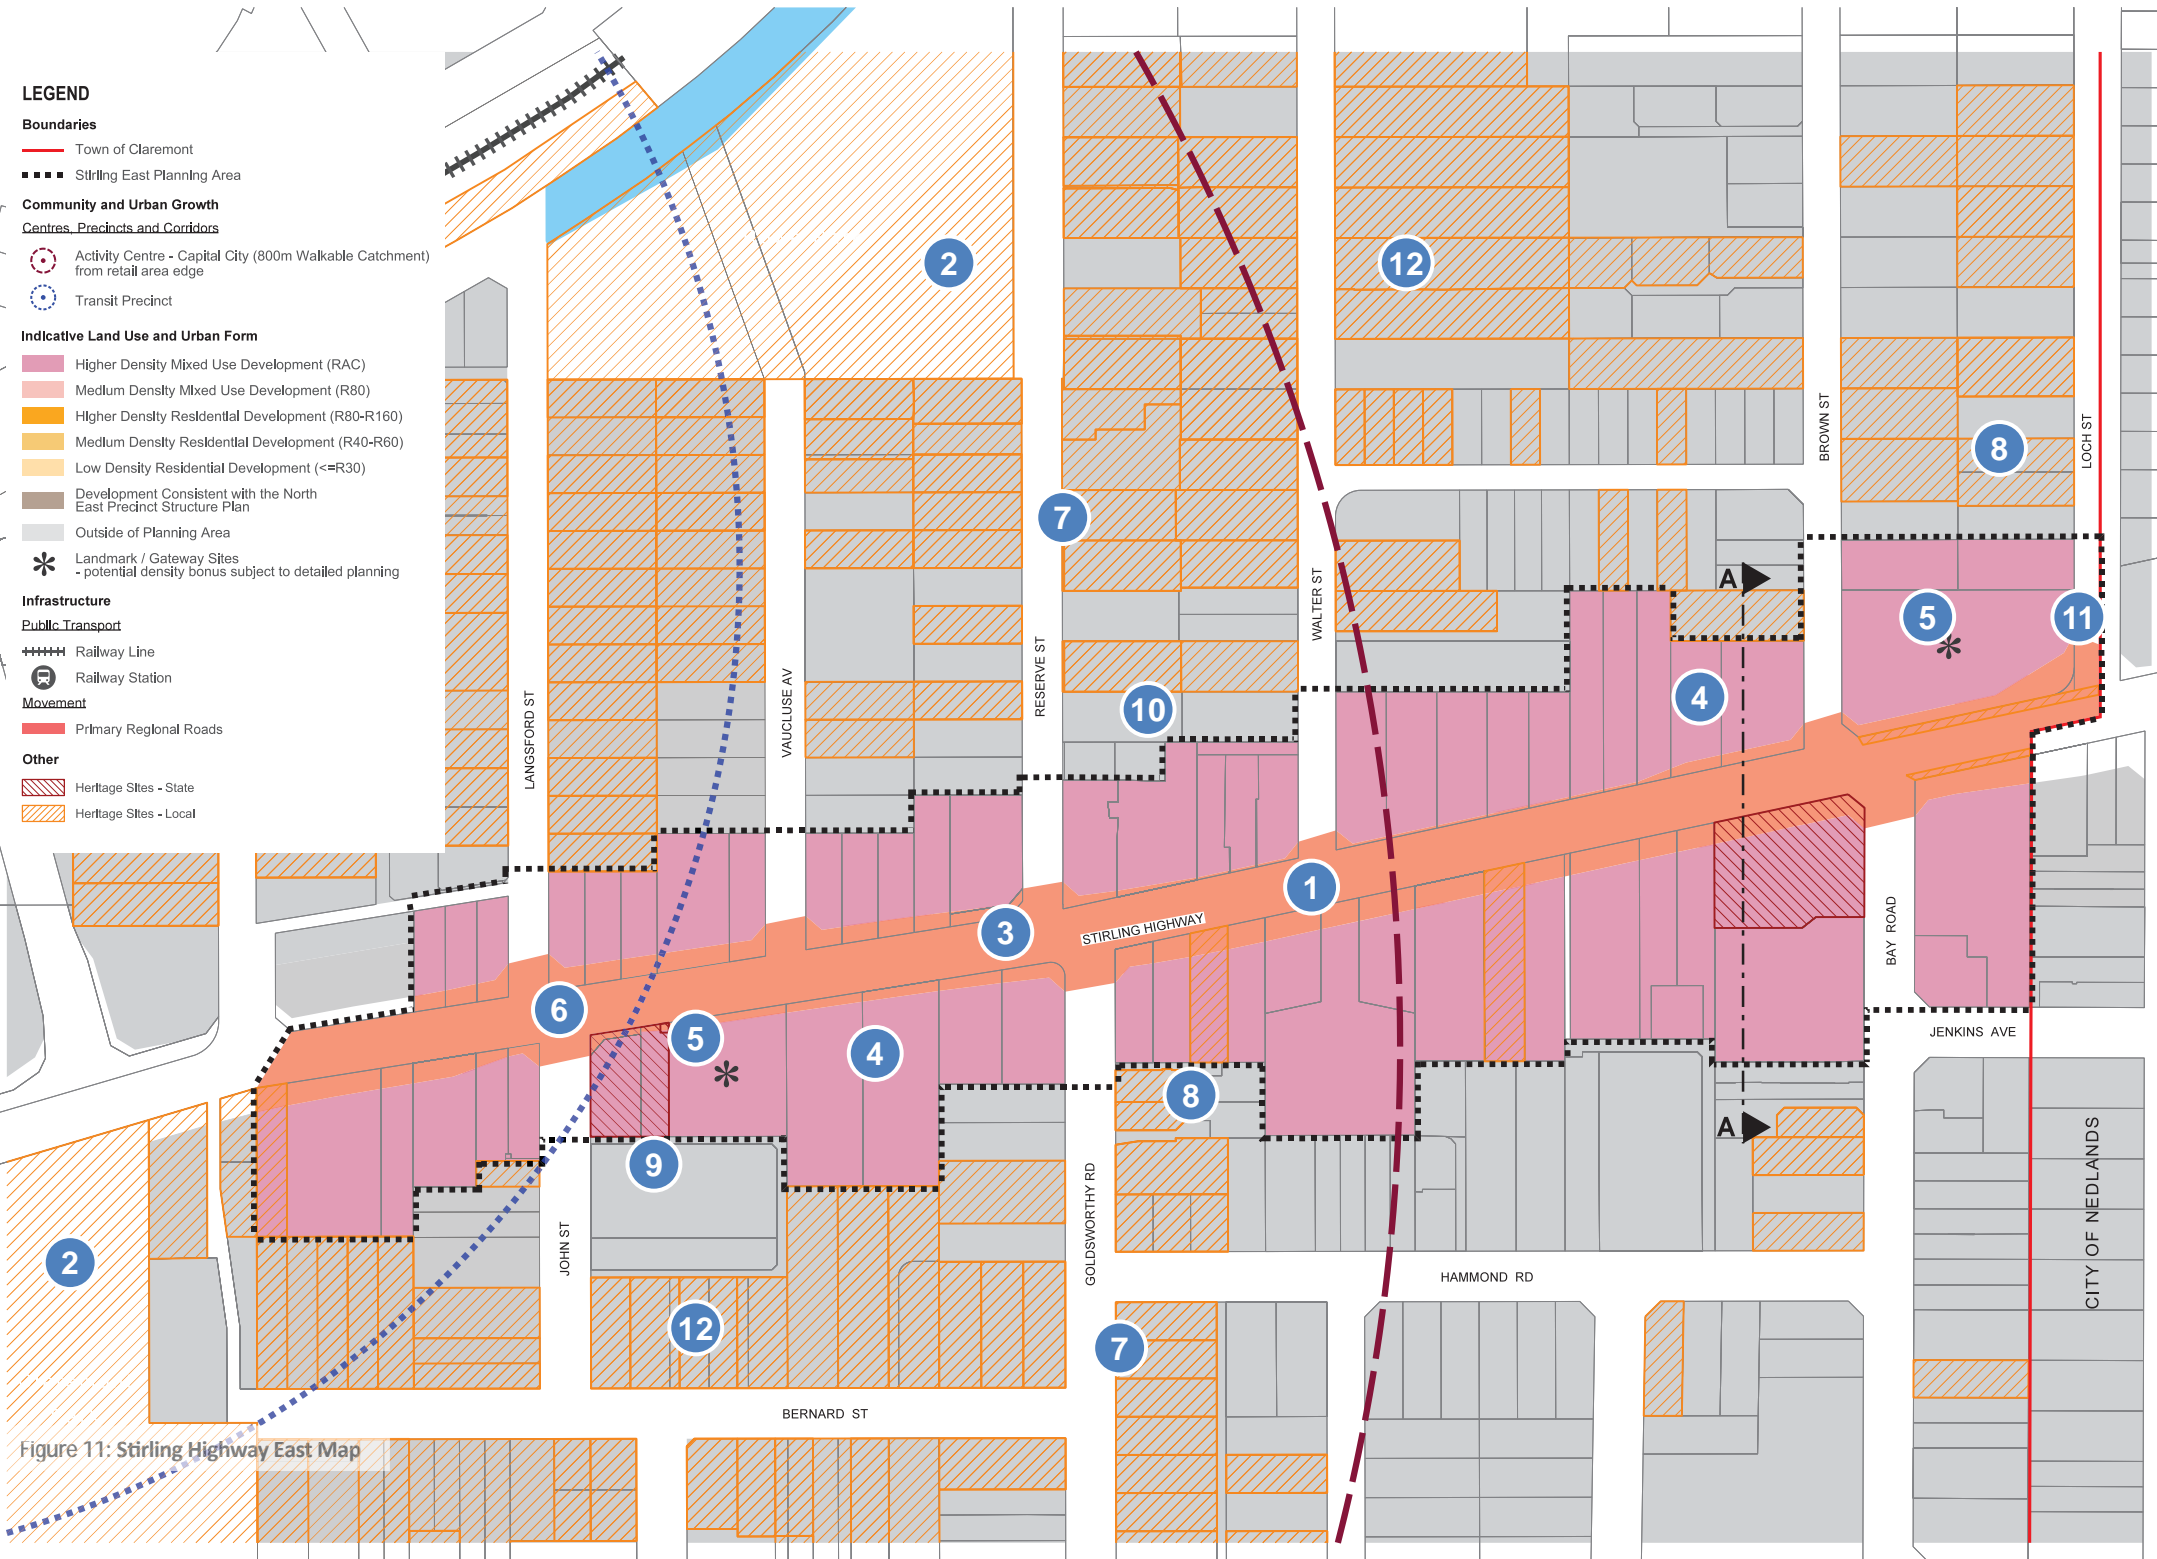 LEGEND
Boundaries
Town of Claremont
Stirling East Planning Area
Community and Urban Growth
Centres, Precincts and Corridors
Activity Centre - Capital City (800m Walkable Catchment)
from retail area edge
Transit Precinct
Indicative Land Use and Urban Form
Higher Density Mixed Use Development (RAC)
Medium Density Mixed Use Development (R80)
Higher Density Residential Development (R80-R160)
Medium Density Residential Development (R40-R60)
Low Density Residential Development (<=R30)
Development Consistent with the North
East Precinct Structure Plan
Outside of Planning Area
Landmark / Gateway Sites
- potential density bonus subject to detailed planning
Infrastructure
Public Transport
Railway Line
Railway Station
Movement
Primary Regional Roads
Other
Heritage Sites - State
Heritage Sites - Local
2
12
8
7
BROWN ST
LOCH ST
WALTER ST
A
5
11
RESERVE ST
LANGSFORD ST
VAUCLUSE AV
10
4
1
STIRLING HIGHWAY
3
BAY ROAD
6
5
4
JENKINS AVE
8
A
9
CITY OF NEDLANDS
GOLDSWORTHY RD
JOHN ST
2
HAMMOND RD
12
7
BERNARD ST
Figure 11: Stirling Highway East Map